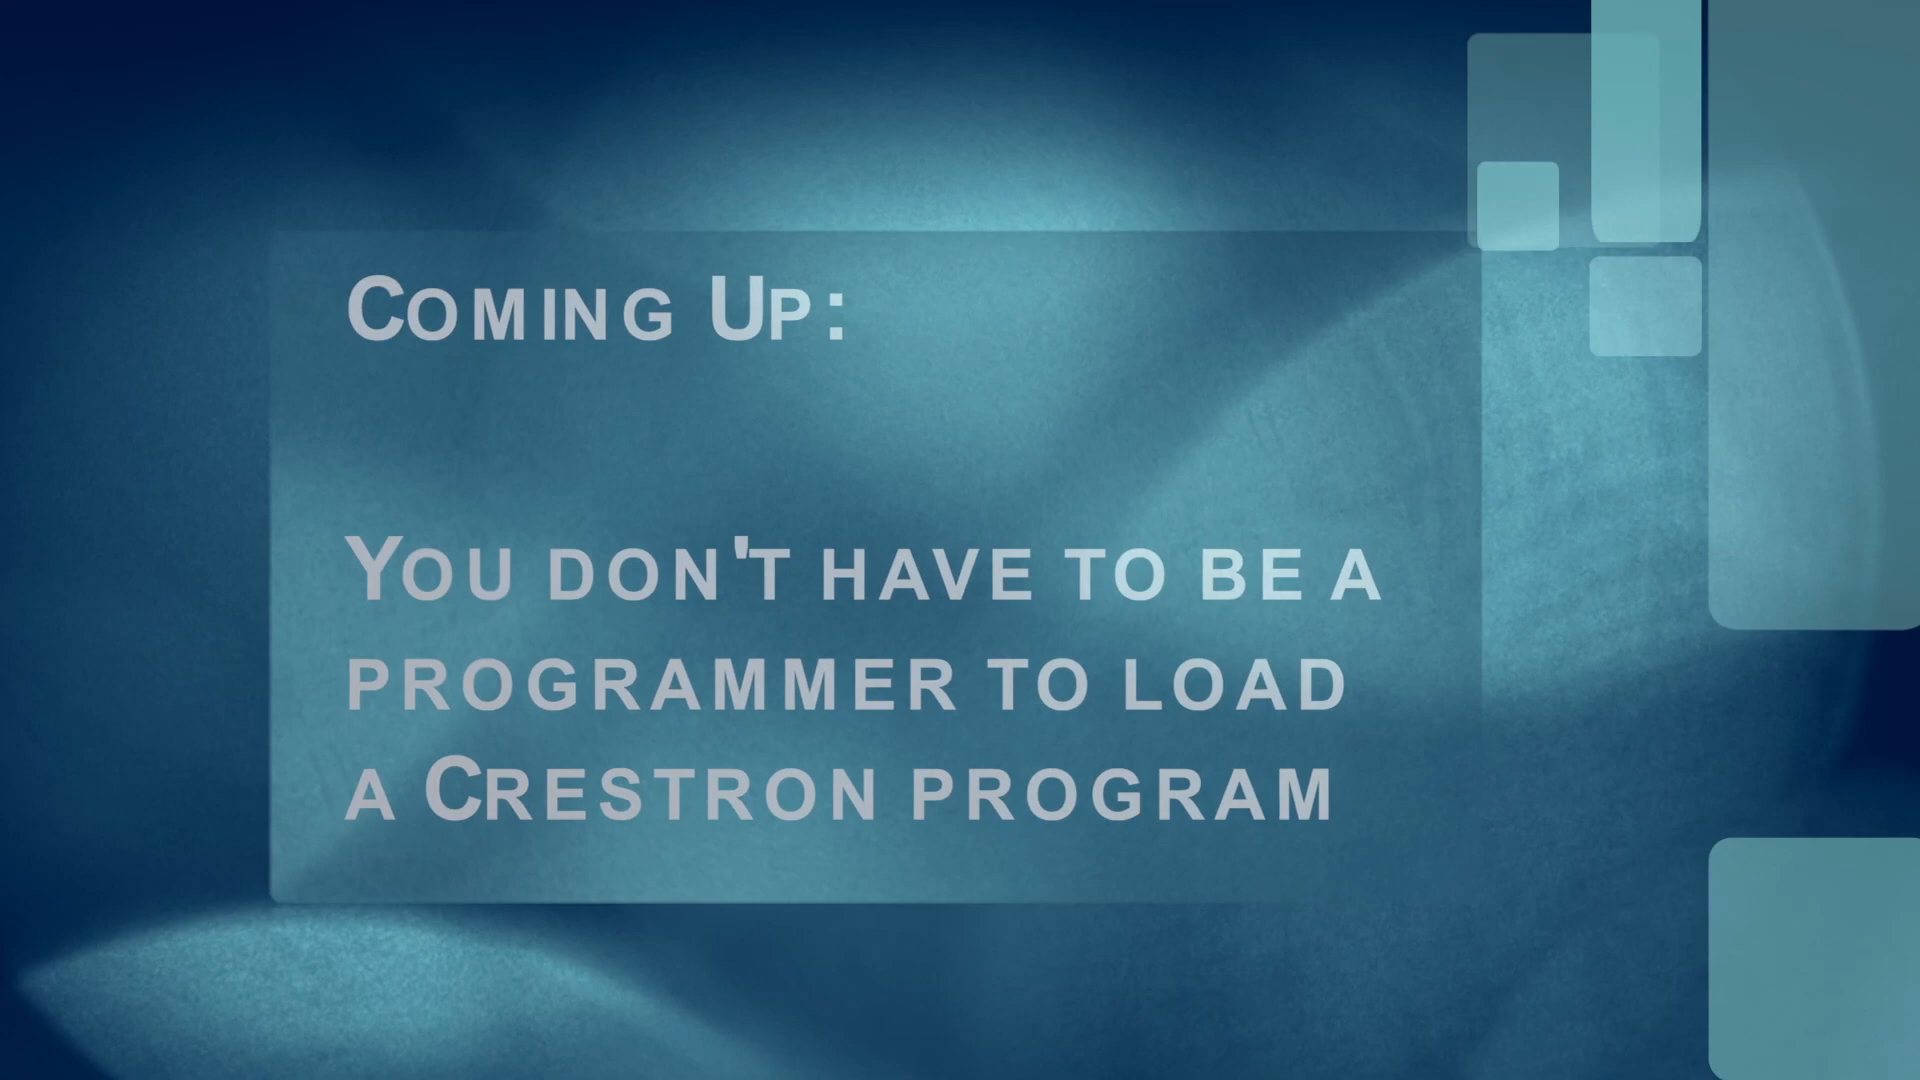 Coming Up:
You don't have to be a
programmer to load
a Crestron program